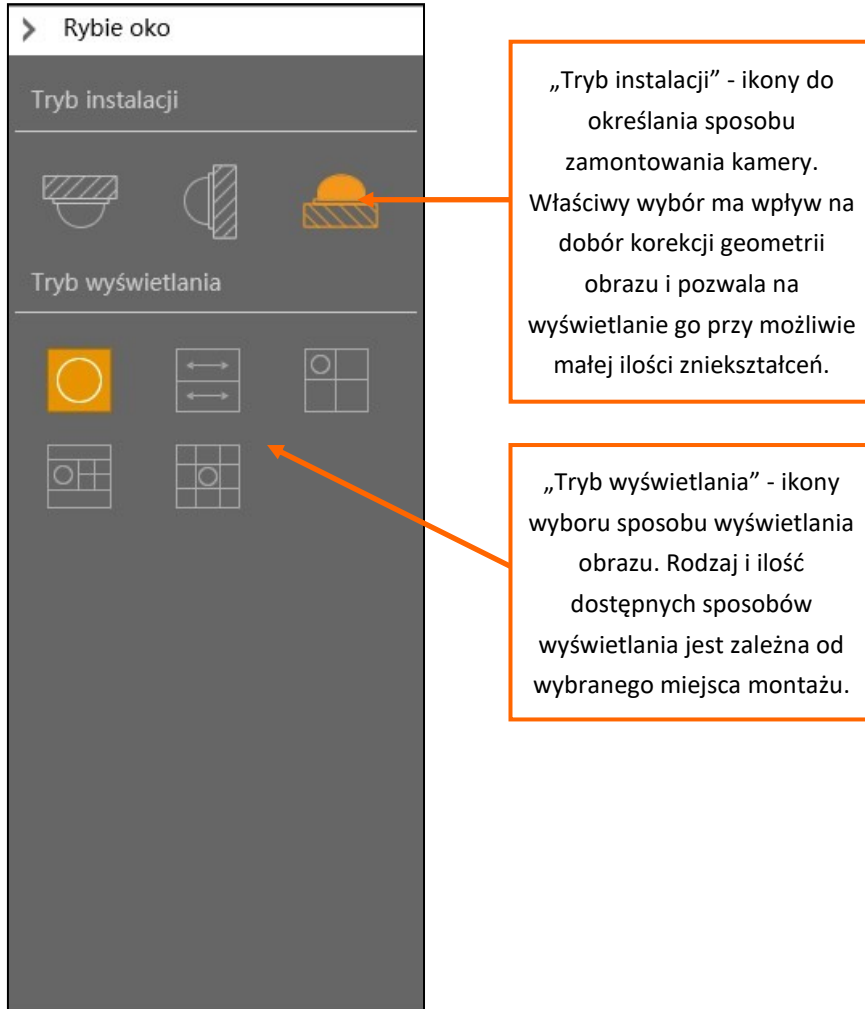 Rybie oko
Tryb instalacji
Tryb wyświetlania
„Tryb instalacji” - ikony do
określania sposobu
zamontowania kamery.
Właściwy wybór ma wpływ na
dobór korekcji geometrii
obrazu i pozwala na
wyświetlanie go przy możliwie
małej ilości zniekształceń.
„Tryb wyświetlania” - ikony
wyboru sposobu wyświetlania
obrazu. Rodzaj i ilość
dostępnych sposobów
wyświetlania jest zależna od
wybranego miejsca montażu.